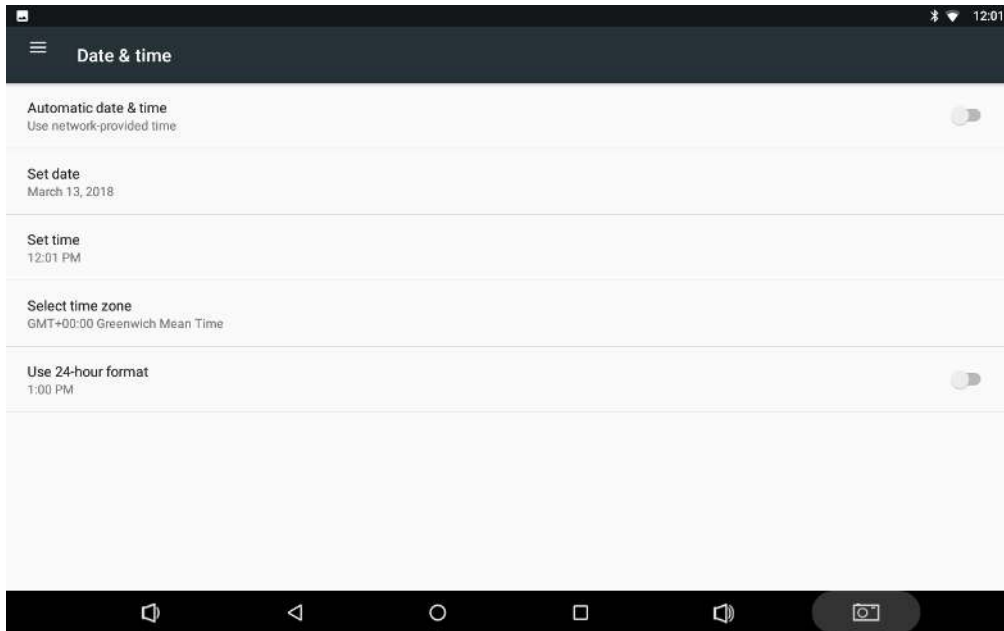 12:01
Date & time
Automatic date & time
Use network-provided time
Set date
March 13, 2018
Set time
12:01 PM
Select time zone
GMT+00:00 Greenwich Mean Time
Use 24-hour format
1:00 PM